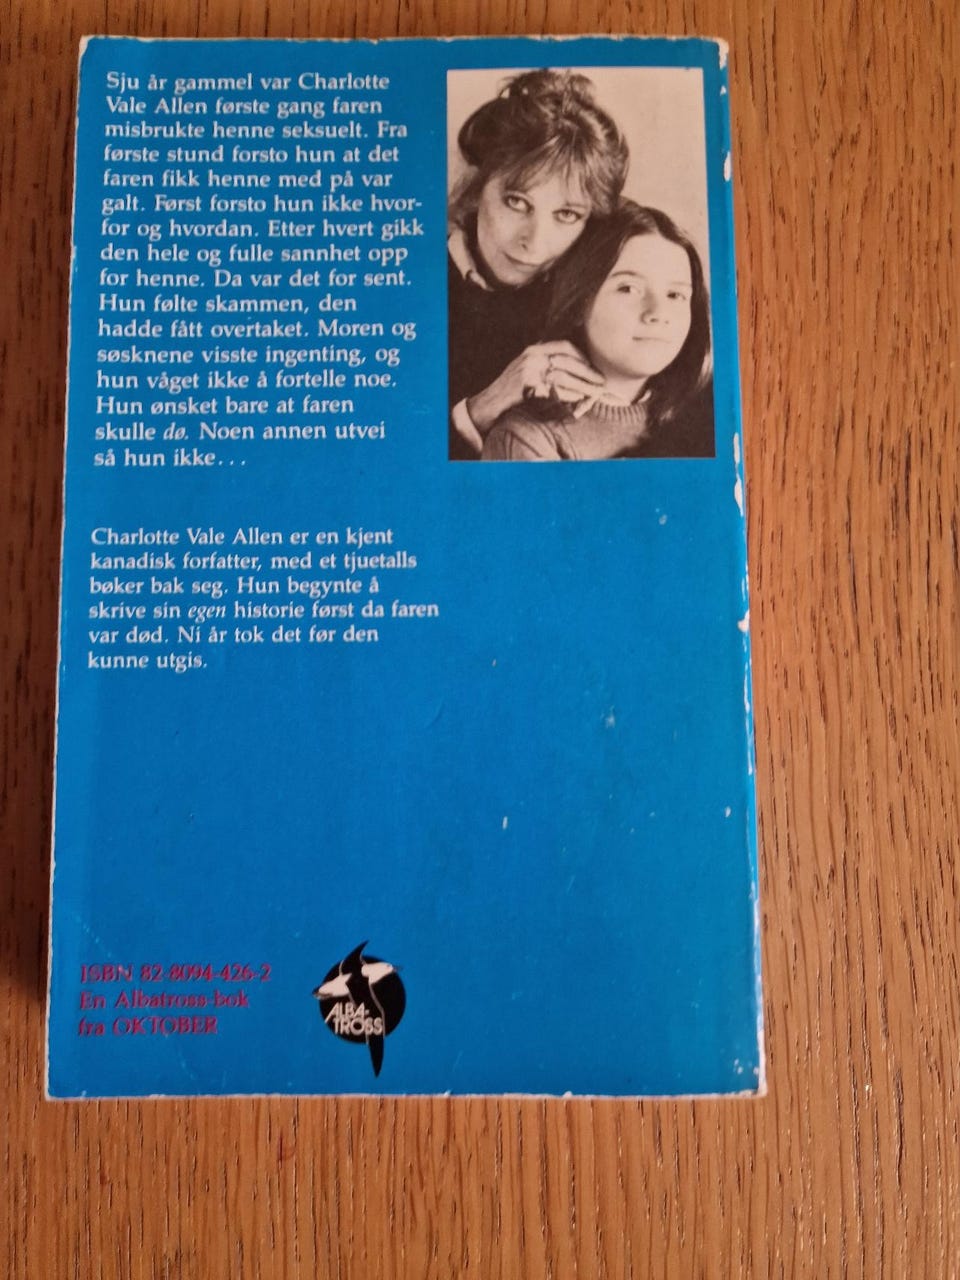 Sju år gammel var Charlotte
Vale Allen første gang faren
misbrukte henne seksuelt. Fra
første stund forsto hun at det
faren fikk henne med på var
galt. Først forsto hun ikke hvor-
for og hvordan. Etter hvert gikk
den hele og fulle sannhet opp
for henne. Da var det for sent.
Hun følte skammen, den
hadde fått overtaket. Moren og
søsknene visste ingenting, og
hun våget ikke å fortelle noe.
Hun ønsket bare at faren
skulle dø. Noen annen utvei
så hun ikke...
Charlotte Vale Allen er en kjent
kanadisk forfatter, med et tjuetalls
bøker bak seg. Hun begynte å
skrive sin egen historie først da faren
var død. Ni år tok det før den
kunne utgis.
ISBN 82-8094-426-2
En Albatross-bok
fra OKTOBER
ALBA-
TROSS